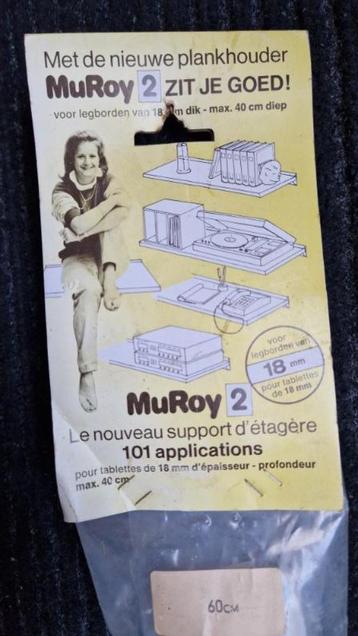 Met de nieuwe plankhouder
MuRoy 2 ZIT JE GOED!
voor legborden van 18 mm dik - max. 40 cm diep
voor
legborden van
18 mm
pour tablettes
de 18 mm
MuRoy 2
Le nouveau support d'étagère
101 applications
pour tablettes de 18 mm d'épaisseur - profondeur
max. 40 cm
60CM